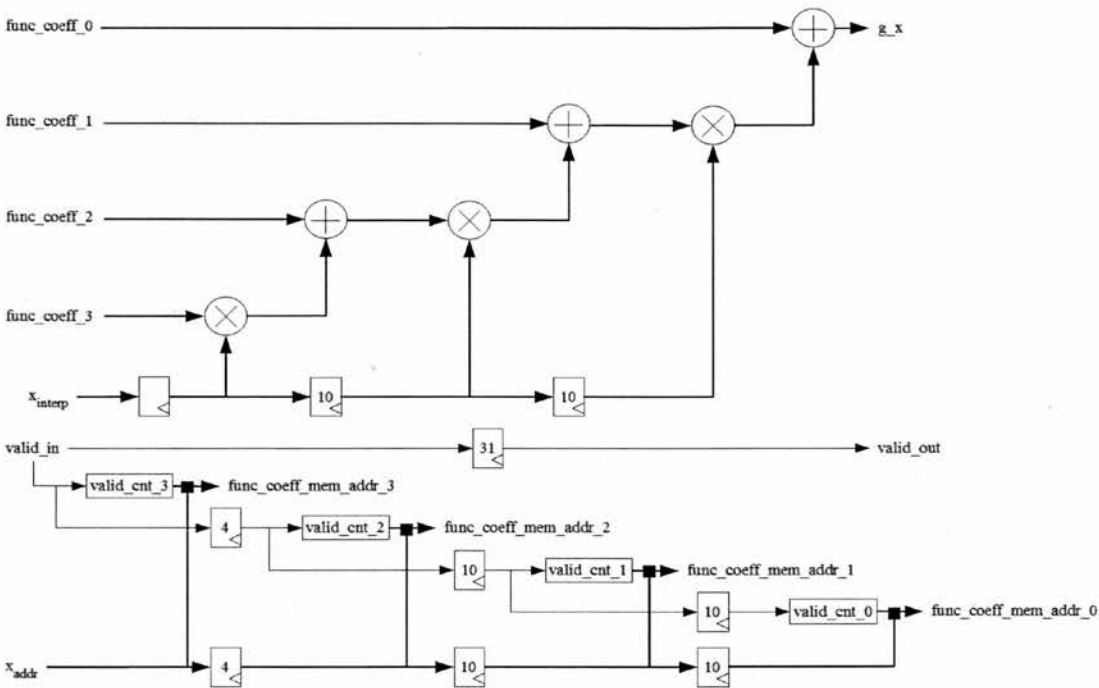 func_coeff_0
g_x
func_coeff_1
func_coeff_2
func_coeff_3
x_interp
10
10
valid_in
31
valid_out
valid_cnt_3
func_coeff_mem_addr_3
4
valid_cnt_2
func_coeff_mem_addr_2
10
valid_cnt_1
func_coeff_mem_addr_1
10
valid_cnt_0
func_coeff_mem_addr_0
x_addr
4
10
10